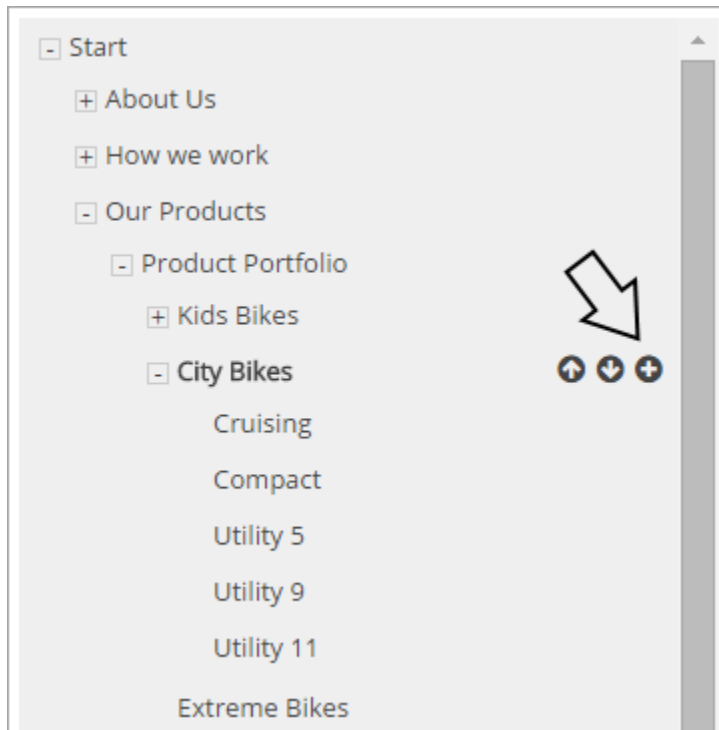 Start
About Us
How we work
Our Products
Product Portfolio
Kids Bikes
City Bikes
Cruising
Compact
Utility 5
Utility 9
Utility 11
Extreme Bikes